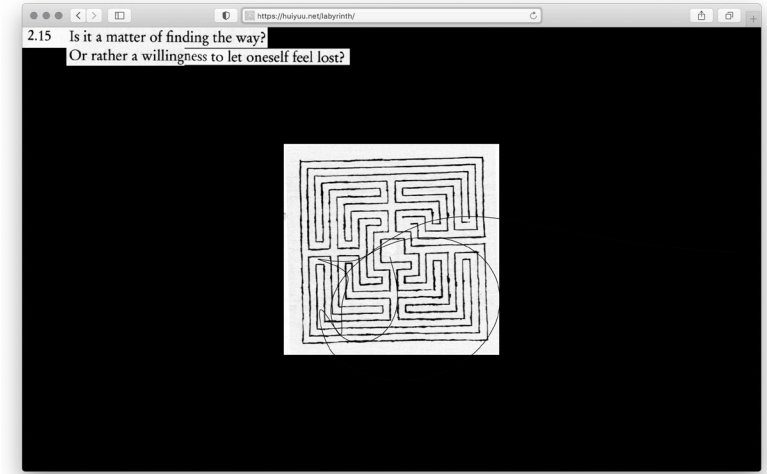 https://huiyuu.net/labyrinth/
2.15 Is it a matter of finding the way?
Or rather a willingness to let oneself feel lost?